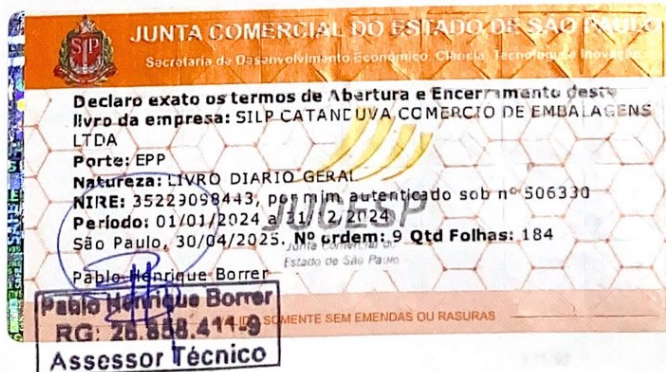 SP
JUNTA COMERCIAL DO ESTADO DE SÃO PAULO
Secretaria de Desenvolvimento Econômico, Ciência, Tecnologia e Inovação
Declaro exato os termos de Abertura e Encerramento deste
livro da empresa: SILP CATANDUVA COMERCIO DE EMBALAGENS
LTDA
Porte: EPP
Natureza: LIVRO DIARIO GERAL
NIRE: 35223098443, por mim autenticado sob nº 506330
Período: 01/01/2024 a 31/12/2024
São Paulo, 30/04/2025. Nº ordem: 9 Qtd Folhas: 184
JUCESP
Junta Comercial do
Estado de São Paulo
Pablo Henrique Borrer
Pablo Henrique Borrer
RG: 26.858.411-9
Assessor Técnico
SOMENTE SEM EMENDAS OU RASURAS